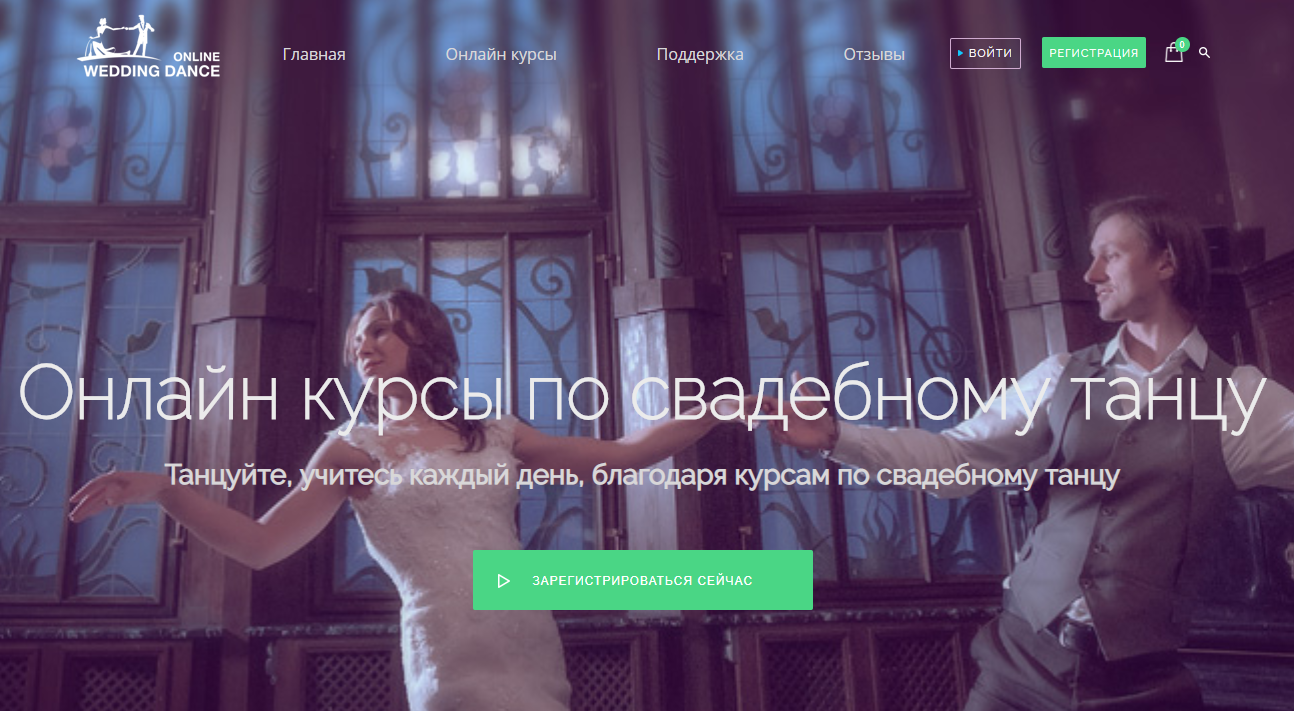 ONLINE
WEDDING DANCE
Главная
Онлайн курсы
Поддержка
Отзывы
ВОЙТИ
РЕГИСТРАЦИЯ
0
Онлайн курсы по свадебному танцу
Танцуйте, учитесь каждый день, благодаря курсам по свадебному танцу
ЗАРЕГИСТРИРОВАТЬСЯ СЕЙЧАС